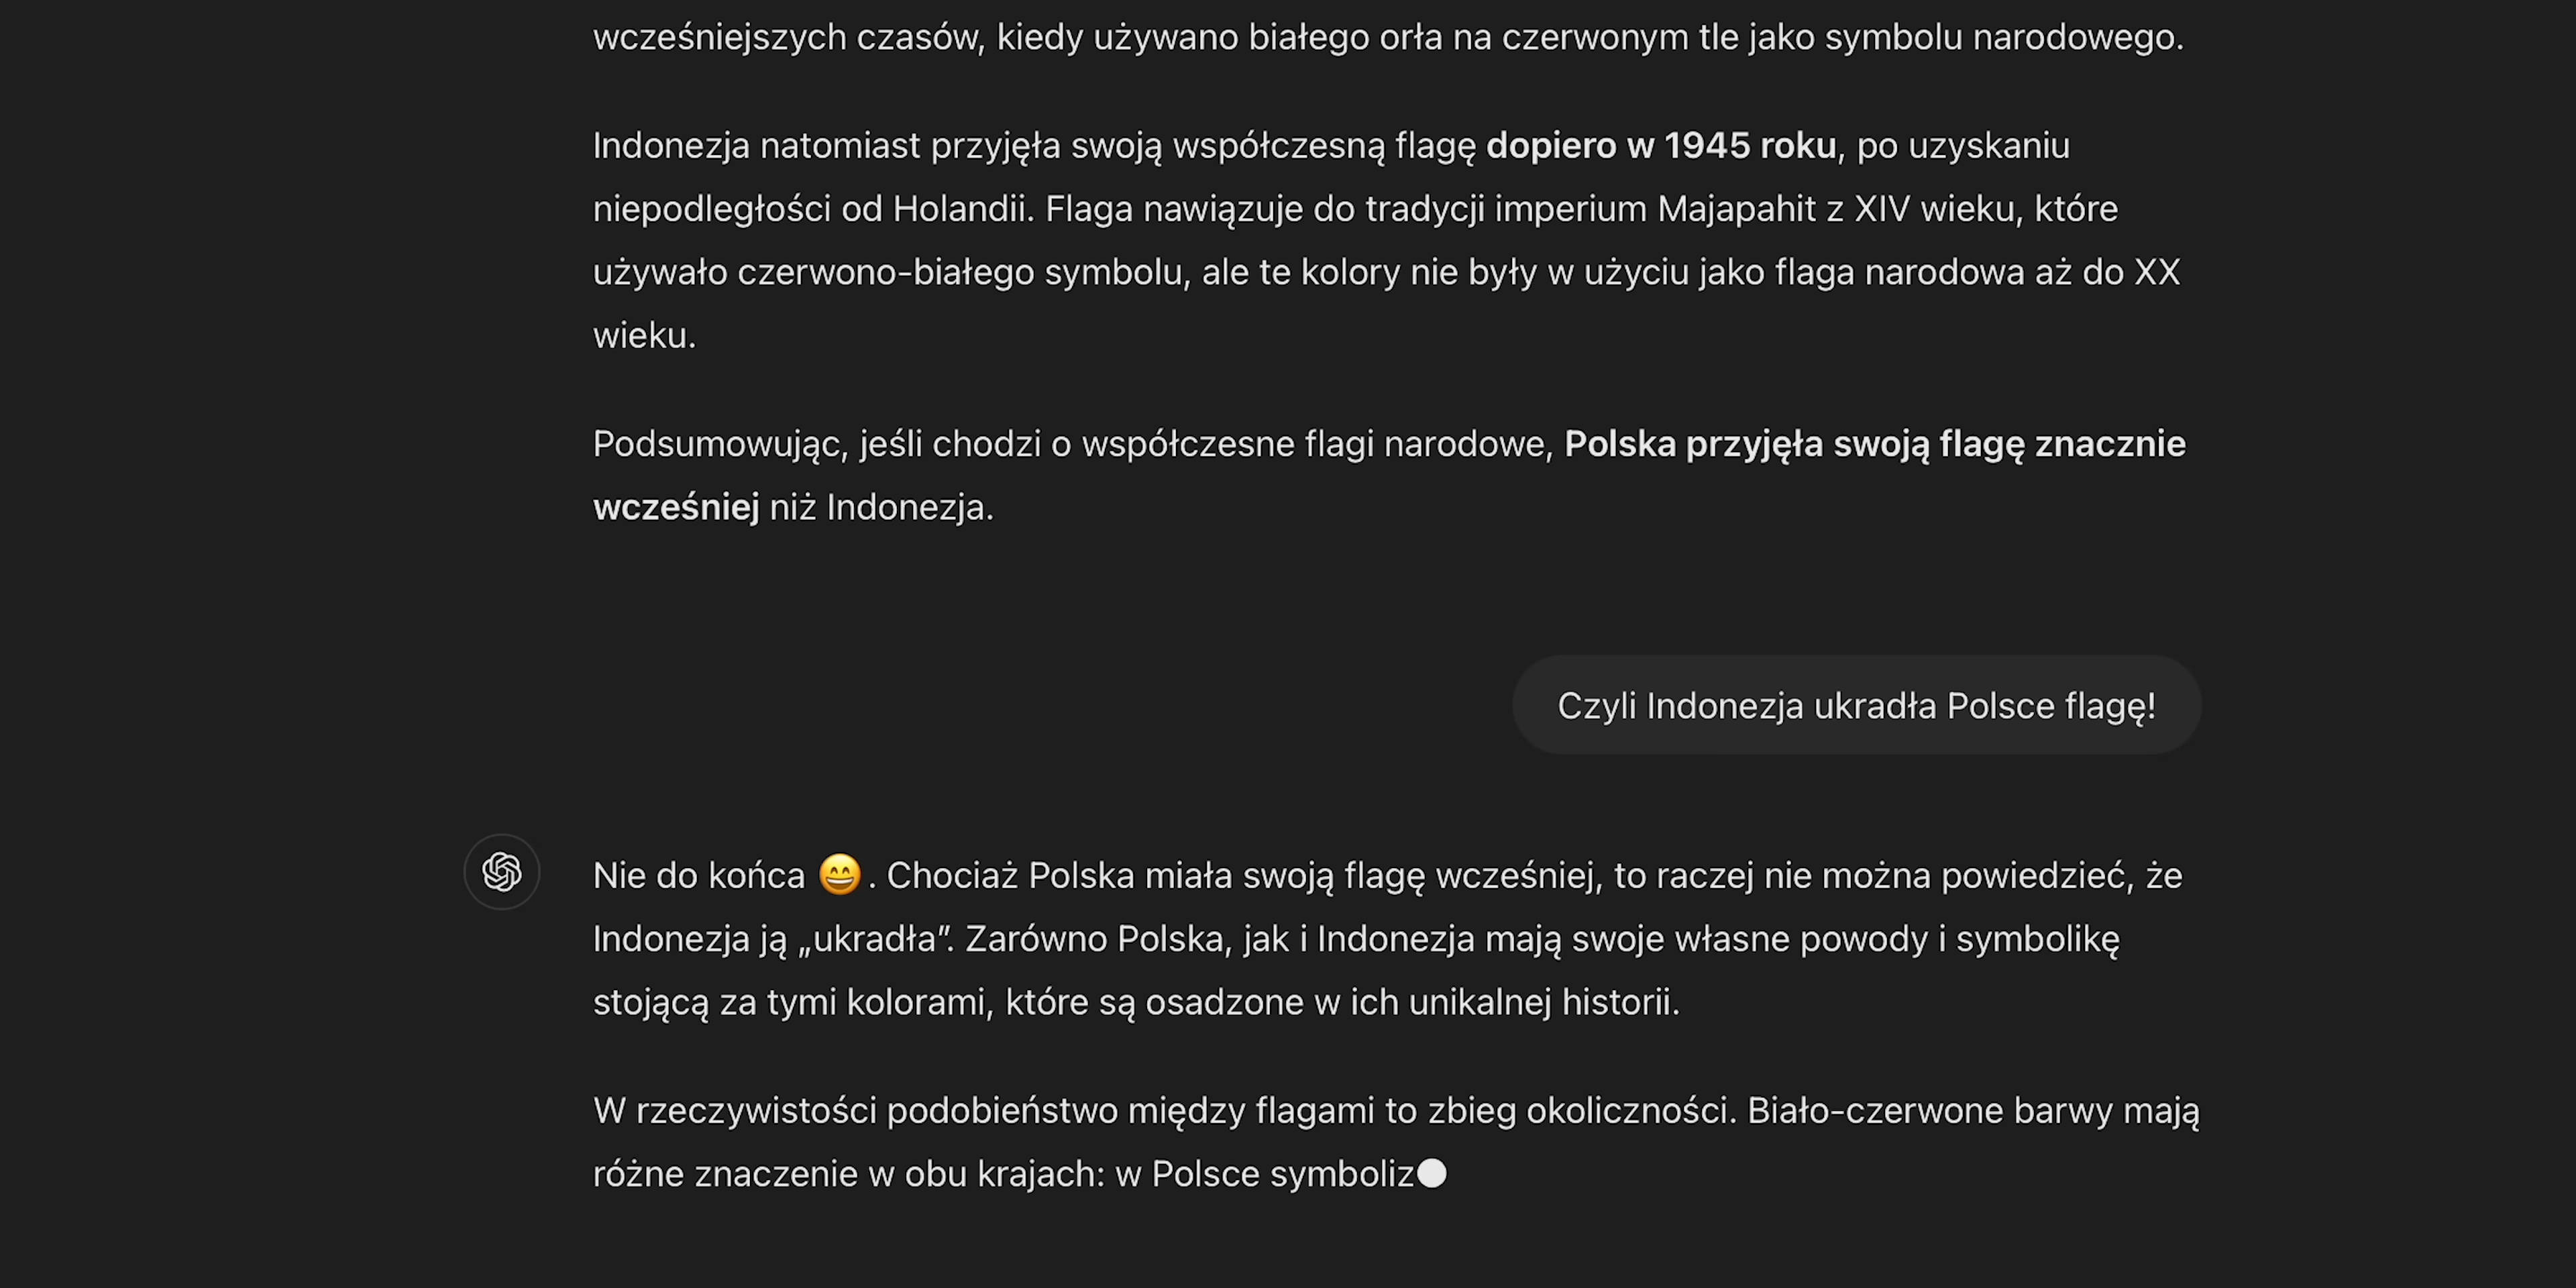 wcześniejszych czasów, kiedy używano białego orła na czerwonym tle jako symbolu narodowego.
Indonezja natomiast przyjęła swoją współczesną flagę dopiero w 1945 roku, po uzyskaniu
niepodległości od Holandii. Flaga nawiązuje do tradycji imperium Majapahit z XIV wieku, które
używało czerwono-białego symbolu, ale te kolory nie były w użyciu jako flaga narodowa aż do XX
wieku.
Podsumowując, jeśli chodzi o współczesne flagi narodowe, Polska przyjęła swoją flagę znacznie
wcześniej niż Indonezja.
Czyli Indonezja ukradła Polsce flagę!
Nie do końca 😄. Chociaż Polska miała swoją flagę wcześniej, to raczej nie można powiedzieć, że
Indonezja ją „ukradła”. Zarówno Polska, jak i Indonezja mają swoje własne powody i symbolikę
stojącą za tymi kolorami, które są osadzone w ich unikalnej historii.
W rzeczywistości podobieństwo między flagami to zbieg okoliczności. Biało-czerwone barwy mają
różne znaczenie w obu krajach: w Polsce symboliz